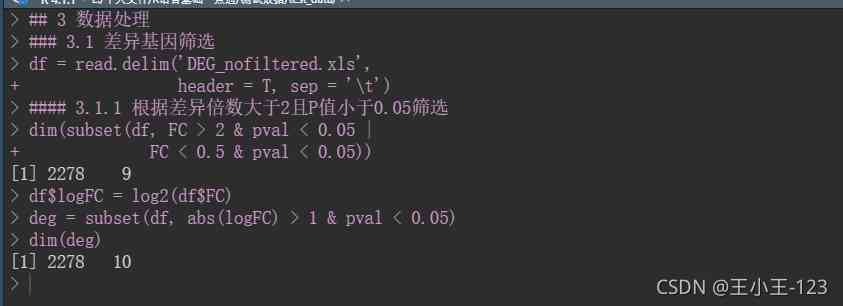 > ## 3 数据处理
> ### 3.1 差异基因筛选
> df = read.delim('DEG_nofiltered.xls',
+                 header = T, sep = '\t')
> #### 3.1.1 根据差异倍数大于2且P值小于0.05筛选
> dim(subset(df, FC > 2 & pval < 0.05 |
+            FC < 0.5 & pval < 0.05))
[1] 2278    9
> df$logFC = log2(df$FC)
> deg = subset(df, abs(logFC) > 1 & pval < 0.05)
> dim(deg)
[1] 2278   10
>
CSDN @王小王-123